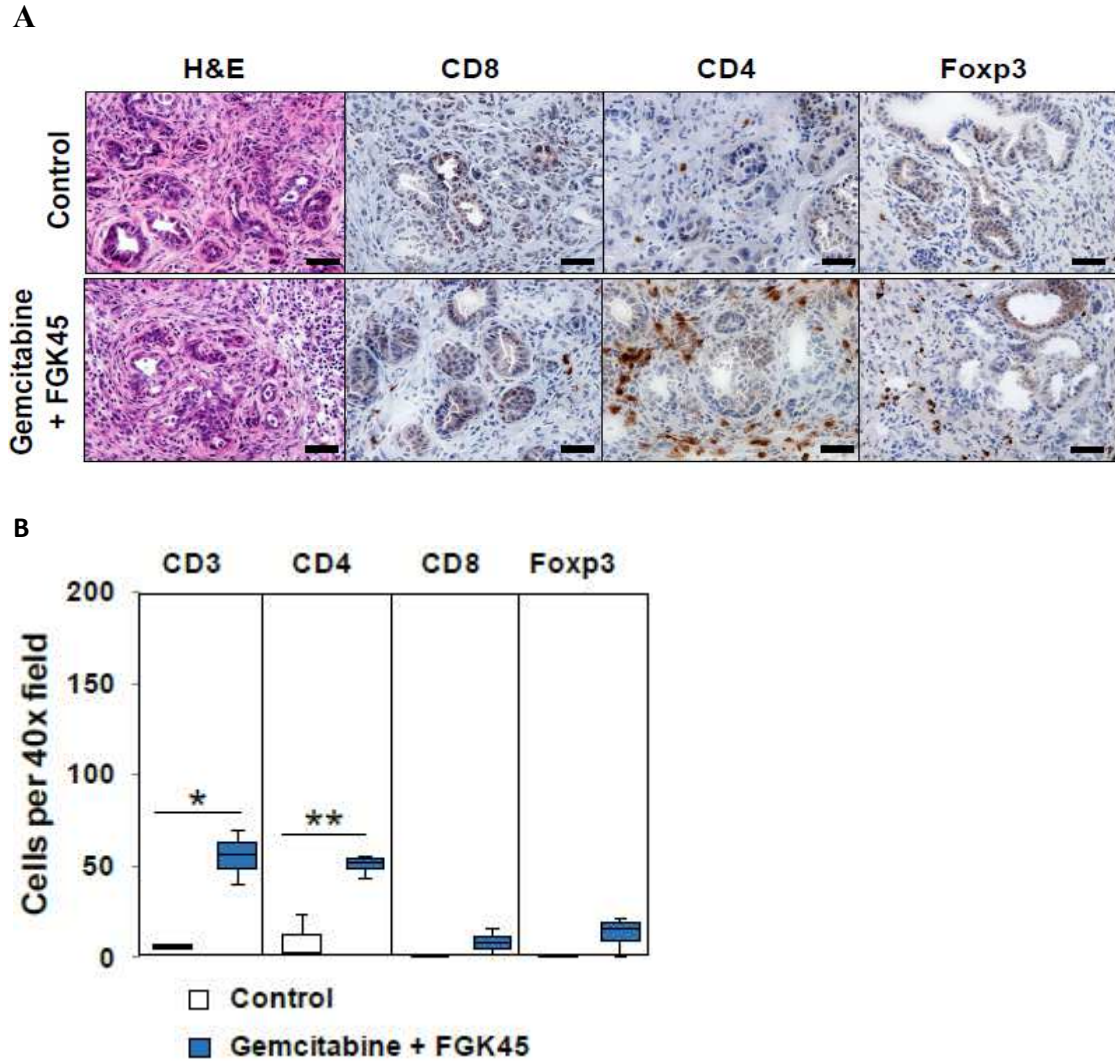 A
H&E CD8 CD4 Foxp3
Control
Gemcitabine
+ FGK45
B
CD3 CD4 CD8 Foxp3
Cells per 40x field
200
150
100
50
0
*
**
Control
Gemcitabine + FGK45